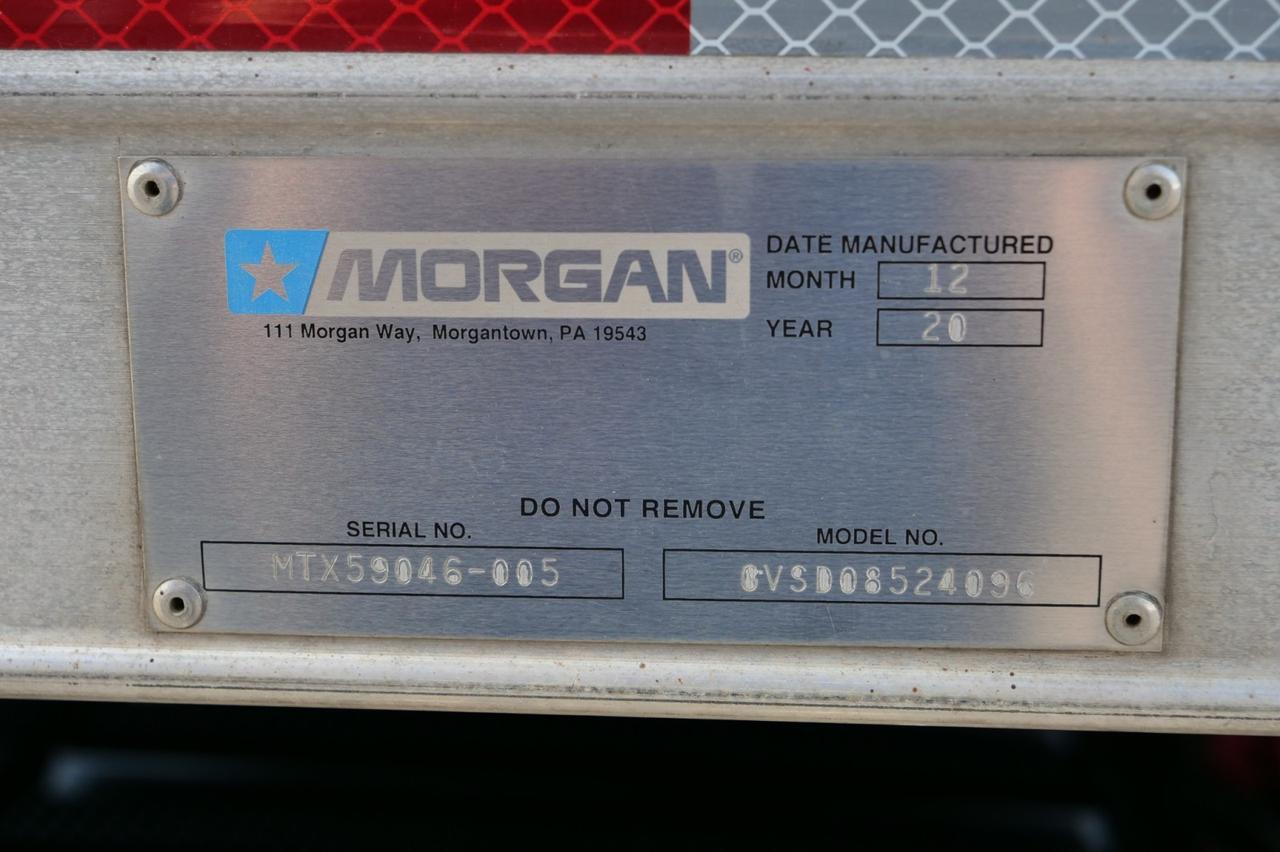 MORGAN®
111 Morgan Way, Morgantown, PA 19543
DATE MANUFACTURED
MONTH 12
YEAR 20
DO NOT REMOVE
SERIAL NO.
MTX59046-005
MODEL NO.